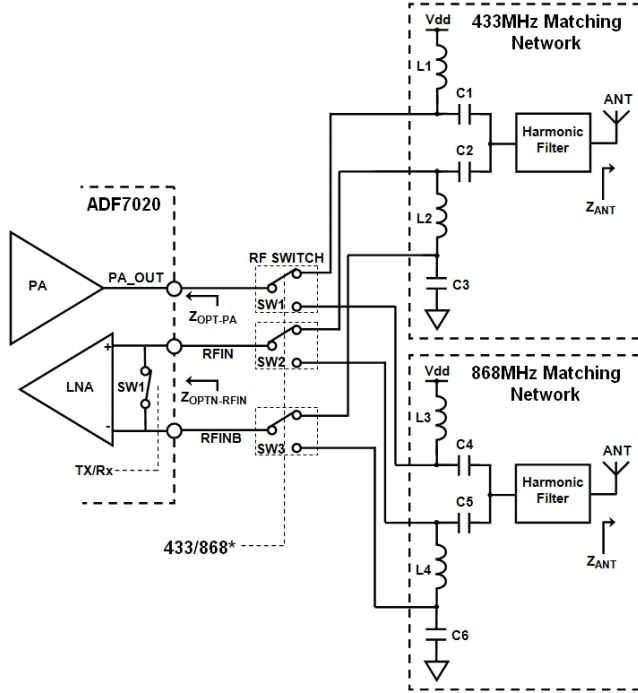 Vdd
433MHz Matching
Network
L1
C1
ANT
Harmonic
Filter
C2
ZANT
L2
C3
ADF7020
PA
PA_OUT
RF SWITCH
ZOPT-PA
SW1
LNA
+
-
SW1
RFIN
SW2
ZOPTN-RFIN
RFINB
SW3
TX/Rx
433/868*
868MHz Matching
Network
Vdd
L3
C4
ANT
Harmonic
Filter
C5
ZANT
L4
C6